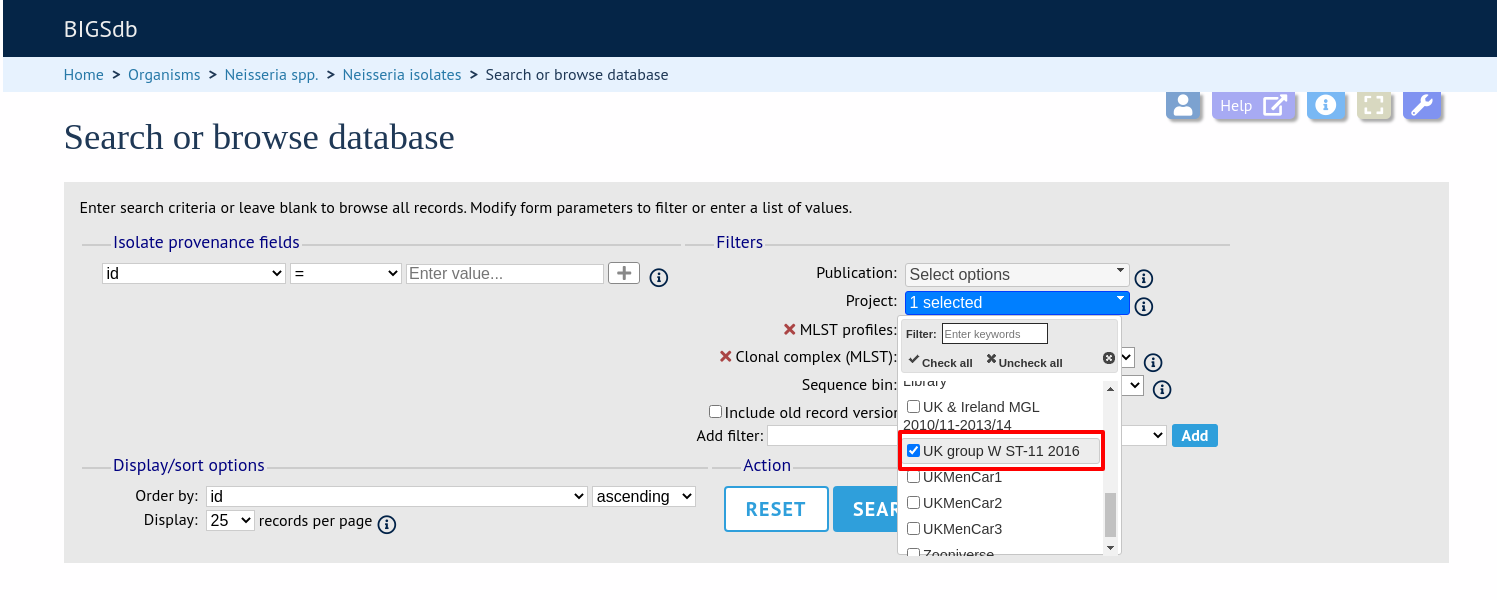 BIGSdb
Home > Organisms > Neisseria spp. > Neisseria isolates > Search or browse database
Help
Search or browse database
Enter search criteria or leave blank to browse all records. Modify form parameters to filter or enter a list of values.
Isolate provenance fields
id = Enter value...
Filters
Publication: Select options
Project: 1 selected
Filter: Enter keywords
Check all Uncheck all
Library
UK & Ireland MGL
2010/11-2013/14
UK group W ST-11 2016
UKMenCar1
UKMenCar2
UKMenCar3
Zooniverse
MLST profiles:
Clonal complex (MLST):
Sequence bin:
Include old record version
Add filter: Add
Display/sort options
Order by: id ascending
Display: 25 records per page
Action
RESET SEAR